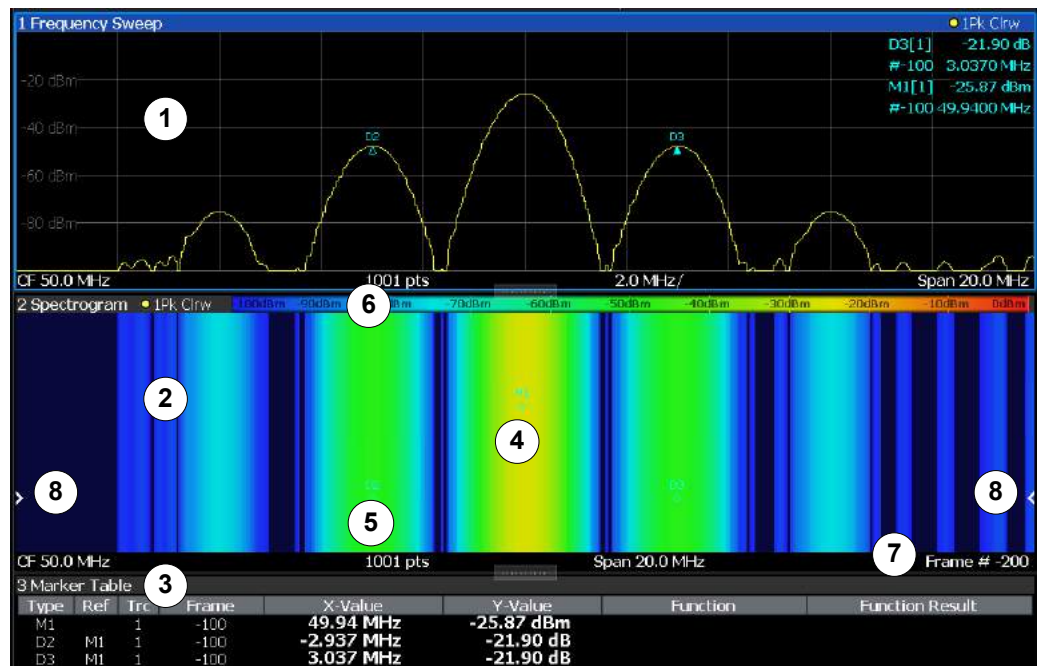 1 Frequency Sweep 1Pk Clrw
D3[1] -21.90 dB
#-100 3.0370 MHz
M1[1] -25.87 dBm
#-100 49.9400 MHz
-20 dBm
-40 dBm
-60 dBm
-80 dBm
1
D2
D3
CF 50.0 MHz 1001 pts 2.0 MHz/ Span 20.0 MHz
2 Spectrogram 1Pk Clrw -100dBm -90dBm -70dBm -60dBm -50dBm -40dBm -30dBm -20dBm -10dBm 0dBm
6
M1
2
4
D2
D3
8
8
5
7
CF 50.0 MHz 1001 pts Span 20.0 MHz Frame # -200
3 Marker Table
3
Type Ref Trc Frame X-Value Y-Value Function Function Result
M1 1 -100 49.94 MHz -25.87 dBm
D2 M1 1 -100 -2.937 MHz -21.90 dB
D3 M1 1 -100 3.037 MHz -21.90 dB